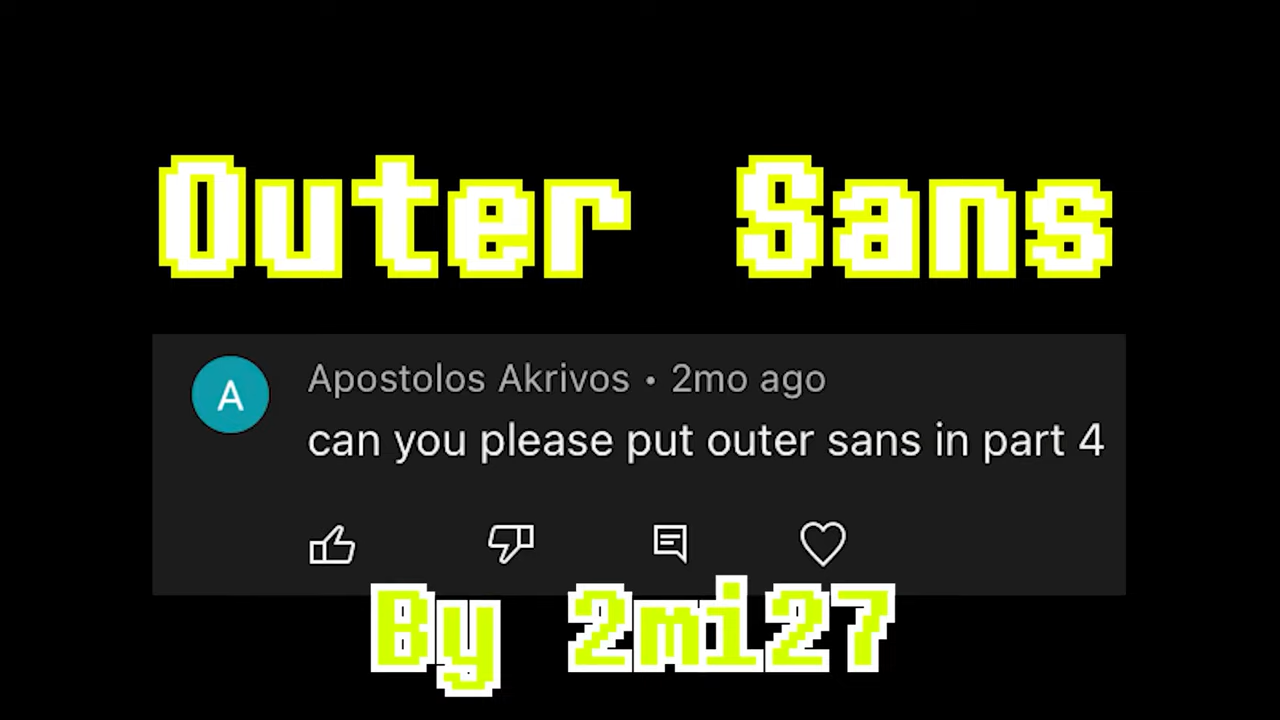 Outer Sans
A
Apostolos Akrivos • 2mo ago
can you please put outer sans in part 4
By 2mi27